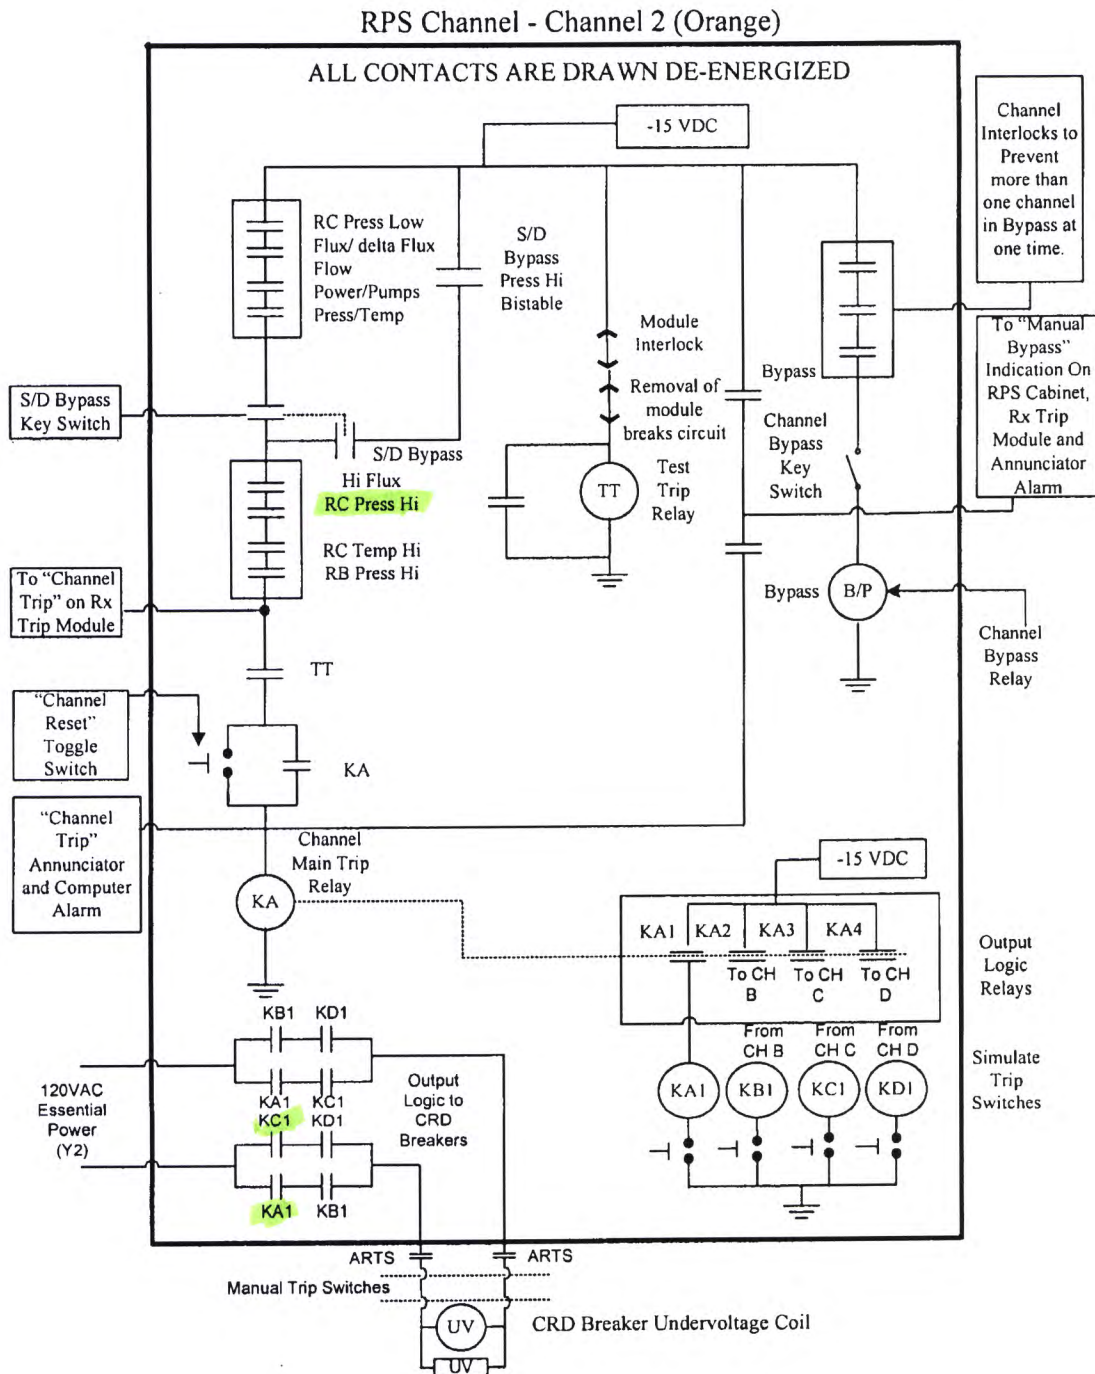 RPS Channel - Channel 2 (Orange)
ALL CONTACTS ARE DRAWN DE-ENERGIZED
-15 VDC
Channel
Interlocks to
Prevent
more than
one channel
in Bypass at
one time.
RC Press Low
Flux/ delta Flux
Flow
Power/Pumps
Press/Temp
S/D
Bypass
Press Hi
Bistable
Module
Interlock
Removal of
module
breaks circuit
Bypass
Channel
Bypass
Key
Switch
To "Manual
Bypass"
Indication On
RPS Cabinet,
Rx Trip
Module and
Annunciator
Alarm
S/D Bypass
Key Switch
S/D Bypass
Hi Flux
RC Press Hi
RC Temp Hi
RB Press Hi
TT
Test
Trip
Relay
To "Channel
Trip" on Rx
Trip Module
Bypass
B/P
Channel
Bypass
Relay
TT
"Channel
Reset"
Toggle
Switch
KA
"Channel
Trip"
Annunciator
and Computer
Alarm
Channel
Main Trip
Relay
KA
-15 VDC
KA1
KA2
KA3
KA4
To CH
B
To CH
C
To CH
D
Output
Logic
Relays
From
CH B
From
CH C
From
CH D
KA1
KB1
KC1
KD1
Simulate
Trip
Switches
KB1
KD1
KA1
KC1
KC1
KD1
KA1
KB1
120VAC
Essential
Power
(Y2)
Output
Logic to
CRD
Breakers
ARTS
ARTS
Manual Trip Switches
UV
CRD Breaker Undervoltage Coil
UV